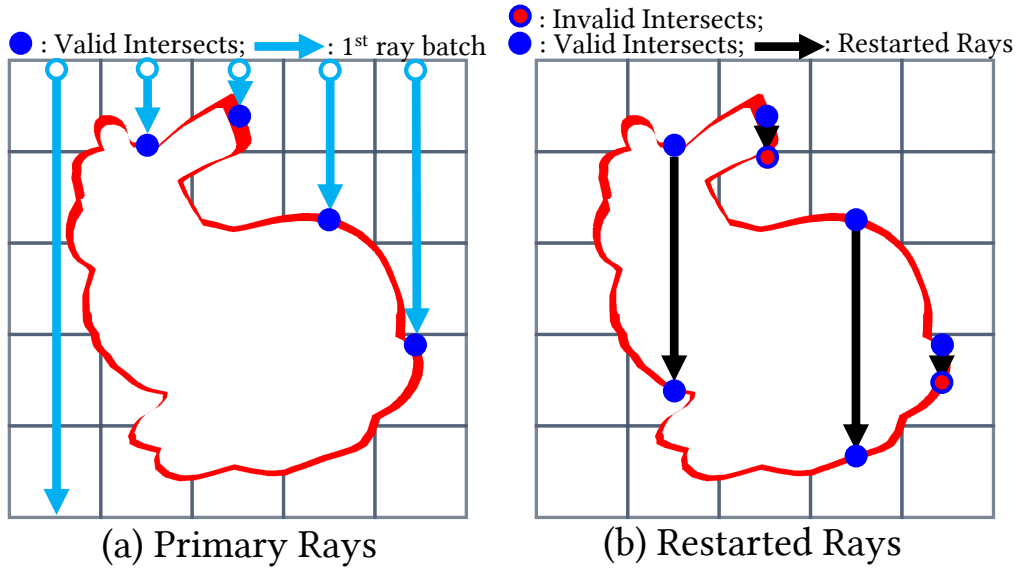 : Valid Intersects; : 1st ray batch
: Invalid Intersects;
: Valid Intersects; : Restarted Rays
(a) Primary Rays
(b) Restarted Rays